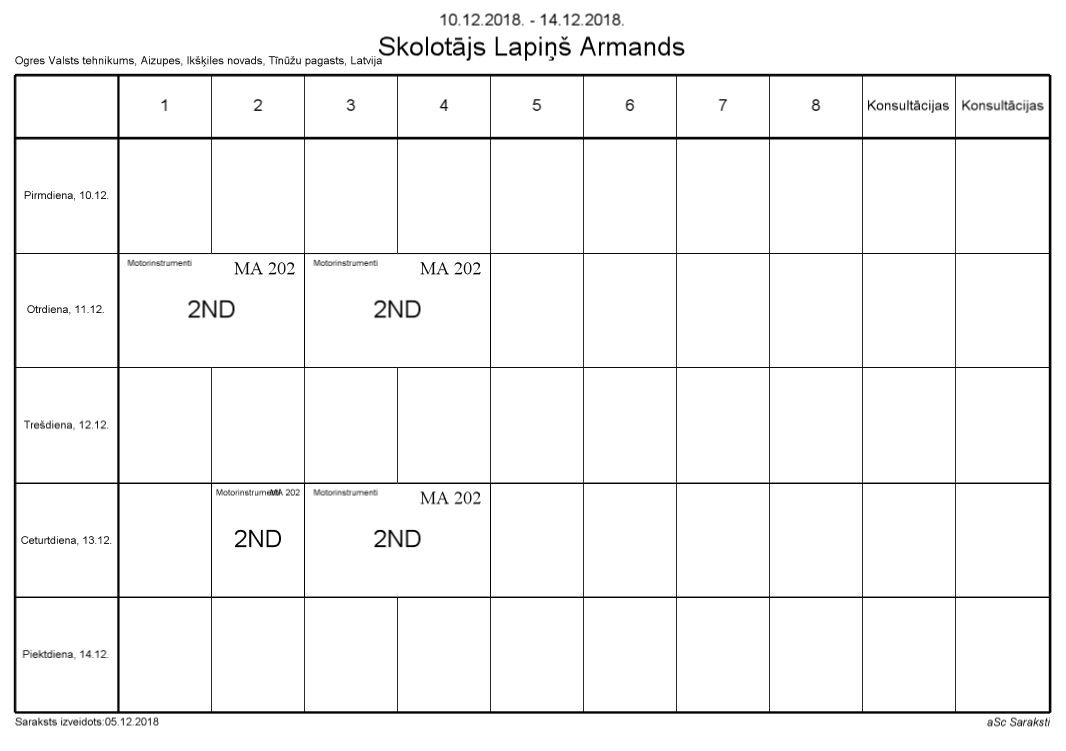 10.12.2018. - 14.12.2018.
Skolotājs Lapiņš Armands
Ogres Valsts tehnikums, Aizupes, Ikšķiles novads, Tīnūžu pagasts, Latvija
1 2 3 4 5 6 7 8 Konsultācijas Konsultācijas
Pirmdiena, 10.12.
Motorinstrumenti MA 202 Motorinstrumenti MA 202
Otrdiena, 11.12. 2ND 2ND
Trešdiena, 12.12.
Motorinstrumenti MA 202 Motorinstrumenti MA 202
Ceturtdiena, 13.12. 2ND 2ND
Piektdiena, 14.12.
Saraksts izveidots:05.12.2018 aSc Saraksti